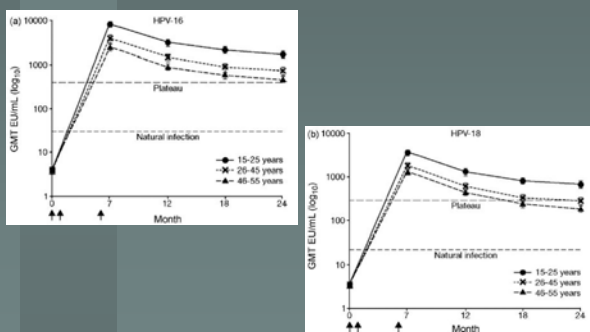 (a)
HPV-16
GMT EU/mL (log10)
10000
1000
100
10
1
Plateau
Natural infection
15-25 years
26-45 years
46-55 years
0
7
12
18
24
Month
(b)
HPV-18
GMT EU/mL (log10)
10000
1000
100
10
1
Plateau
Natural infection
15-25 years
26-45 years
46-55 years
0
7
12
18
24
Month